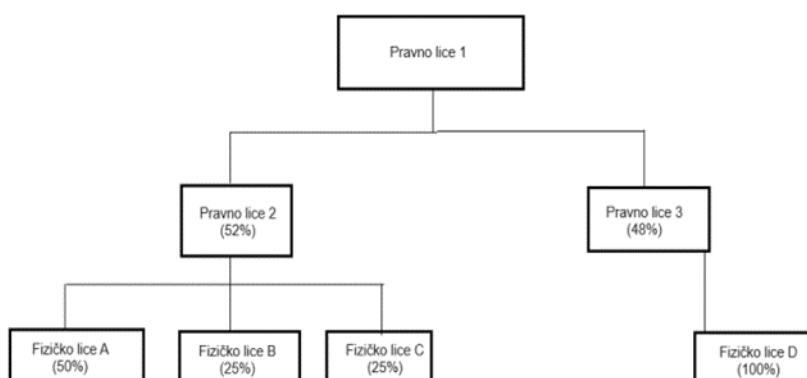 Pravno lice 1
Pravno lice 2
(52%)
Pravno lice 3
(48%)
Fizičko lice A
(50%)
Fizičko lice B
(25%)
Fizičko lice C
(25%)
Fizičko lice D
(100%)